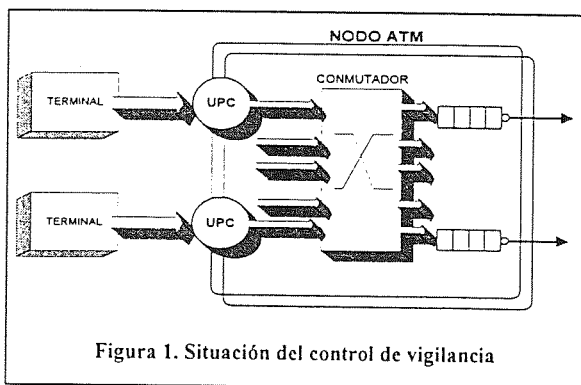 NODO ATM
CONMUTADOR
TERMINAL
UPC
TERMINAL
UPC
Figura 1. Situación del control de vigilancia